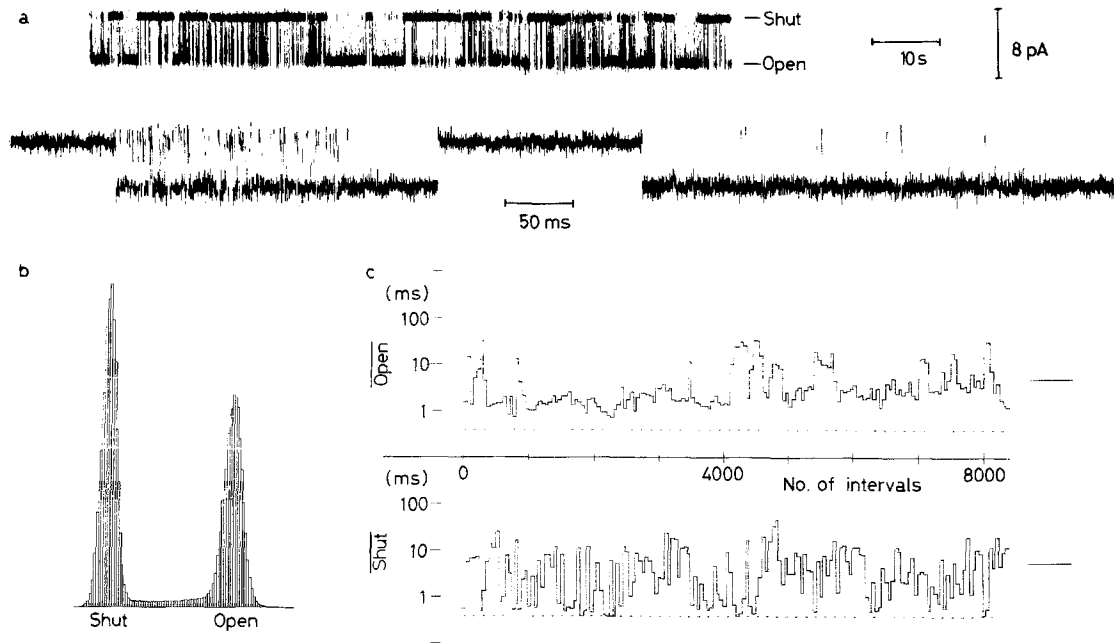 a
Shut
Open
10 s
8 pA
50 ms
b
Shut Open
c
(ms)
100
10
1
Open
0 4000 8000
No. of intervals
(ms)
100
10
1
Shut